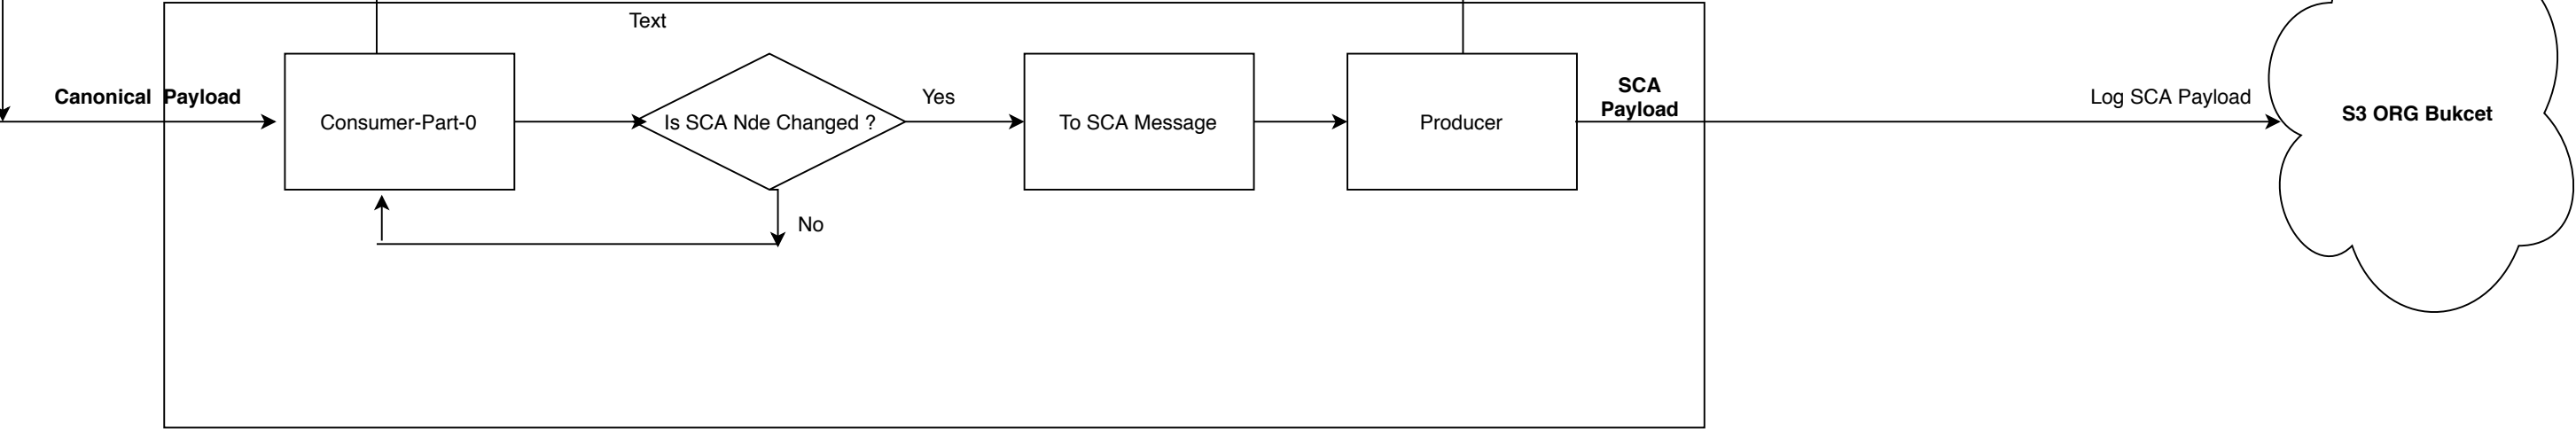 Text
Canonical Payload
Consumer-Part-0
Is SCA Nde Changed ?
Yes
To SCA Message
Producer
SCA
Payload
Log SCA Payload
S3 ORG Bukcet
No